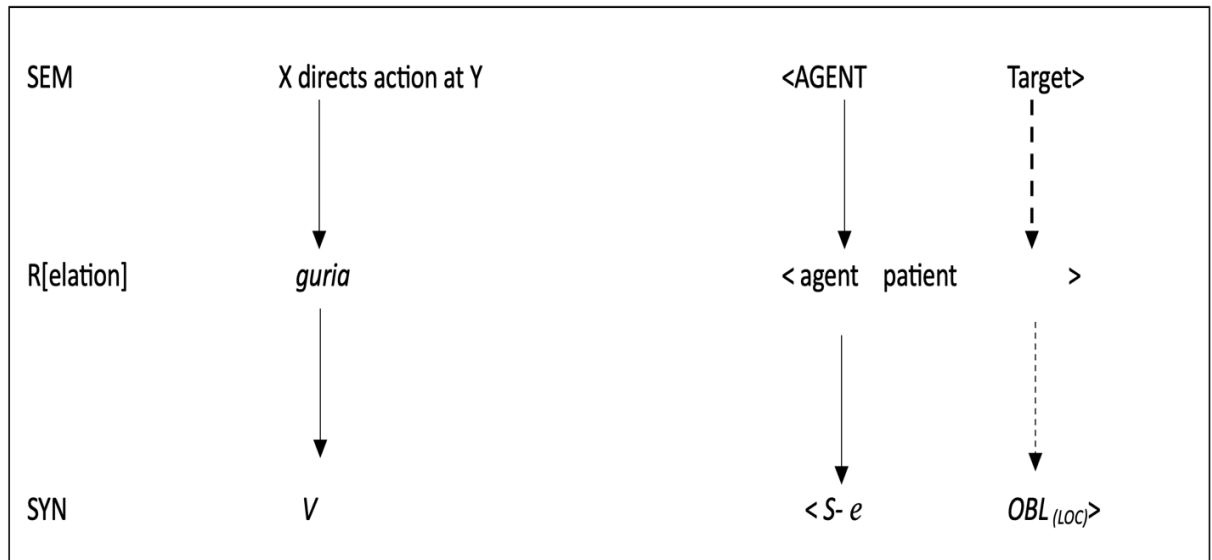 SEM X directs action at Y <AGENT Target>
R[elation] guria < agent patient >
SYN V < S- e OBL (LOC)>